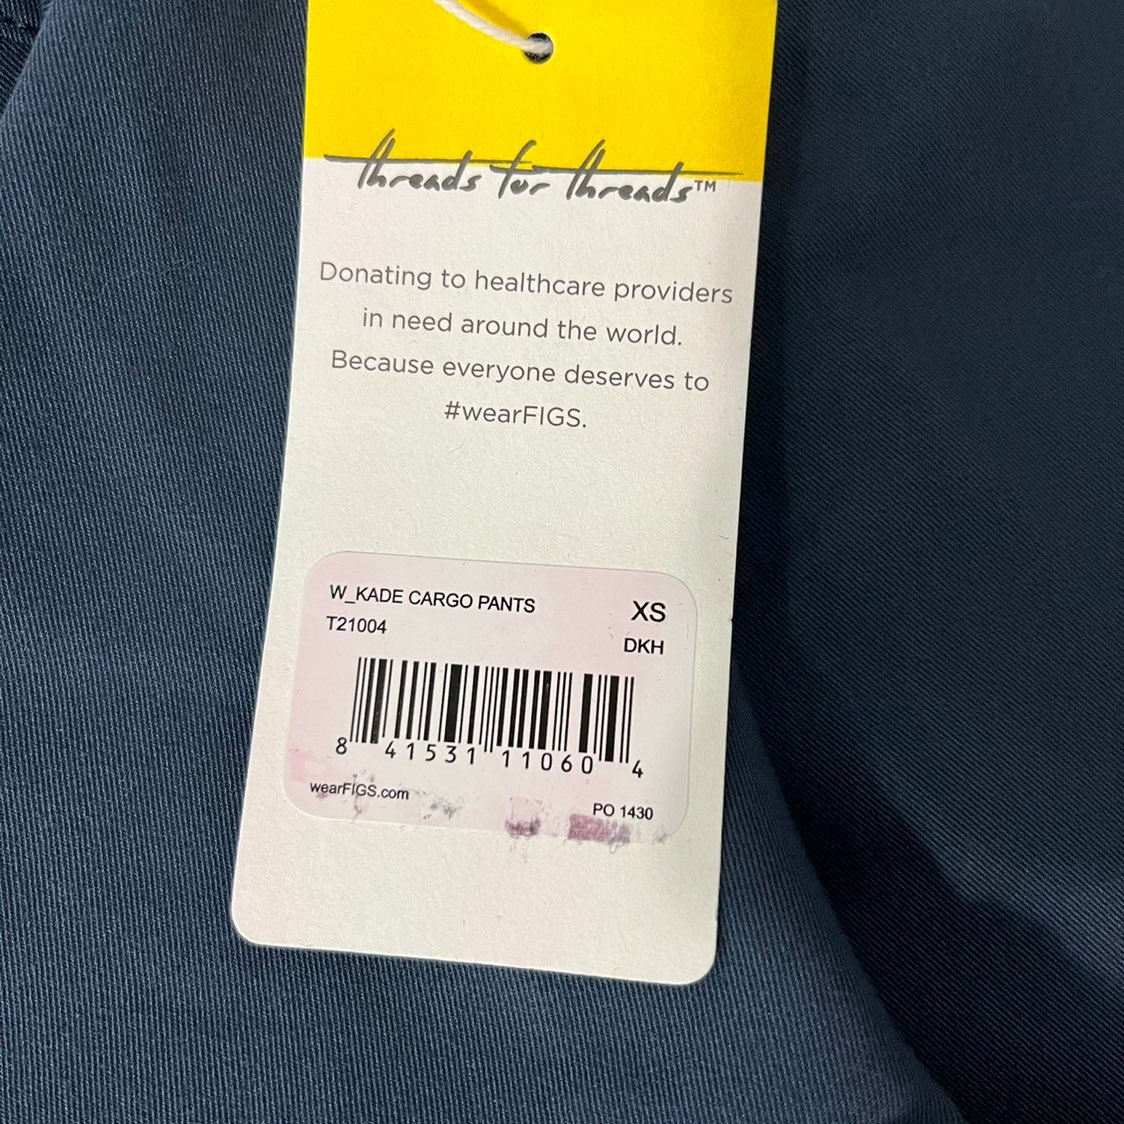 threads for threads™
Donating to healthcare providers
in need around the world.
Because everyone deserves to
#wearFIGS.
W_KADE CARGO PANTS XS
T21004 DKH
8 41531 11060 4
wearFIGS.com PO 1430